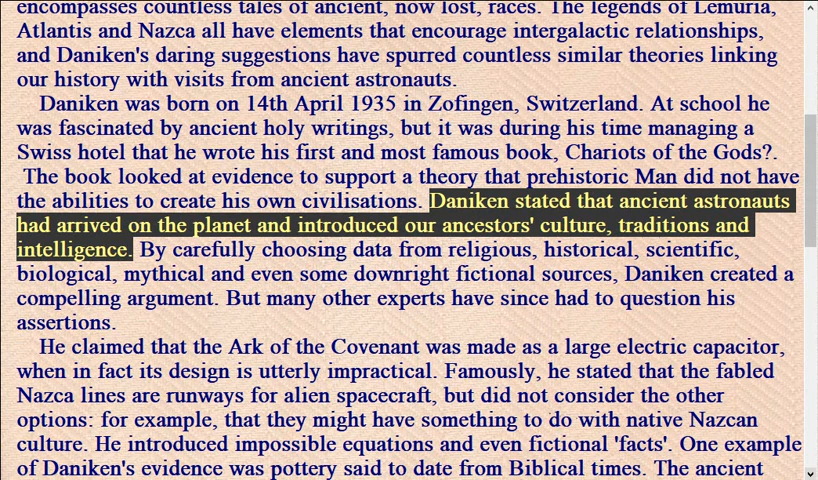 encompasses countless tales of ancient, now lost, races. The legends of Lemuria,
Atlantis and Nazca all have elements that encourage intergalactic relationships,
and Daniken's daring suggestions have spurred countless similar theories linking
our history with visits from ancient astronauts.
Daniken was born on 14th April 1935 in Zofingen, Switzerland. At school he
was fascinated by ancient holy writings, but it was during his time managing a
Swiss hotel that he wrote his first and most famous book, Chariots of the Gods?.
The book looked at evidence to support a theory that prehistoric Man did not have
the abilities to create his own civilisations. Daniken stated that ancient astronauts
had arrived on the planet and introduced our ancestors' culture, traditions and
intelligence. By carefully choosing data from religious, historical, scientific,
biological, mythical and even some downright fictional sources, Daniken created a
compelling argument. But many other experts have since had to question his
assertions.
He claimed that the Ark of the Covenant was made as a large electric capacitor,
when in fact its design is utterly impractical. Famously, he stated that the fabled
Nazca lines are runways for alien spacecraft, but did not consider the other
options: for example, that they might have something to do with native Nazcan
culture. He introduced impossible equations and even fictional 'facts'. One example
of Daniken's evidence was pottery said to date from Biblical times. The ancient